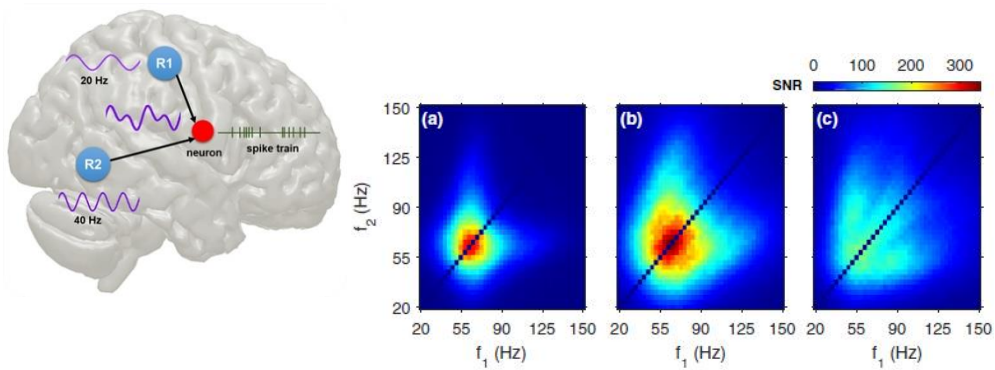 R1
20 Hz
neuron
spike train
R2
40 Hz
SNR
0 100 200 300
(a) (b) (c)
150
125
90
55
20
f2 (Hz)
20 55 90 125 150
20 55 90 125 150
20 55 90 125 150
f1 (Hz) f1 (Hz) f1 (Hz)